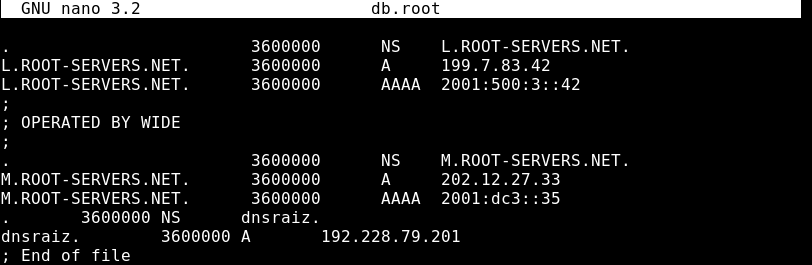 GNU nano 3.2 db.root
. 3600000 NS L.ROOT-SERVERS.NET.
L.ROOT-SERVERS.NET. 3600000 A 199.7.83.42
L.ROOT-SERVERS.NET. 3600000 AAAA 2001:500:3::42
;
; OPERATED BY WIDE
;
. 3600000 NS M.ROOT-SERVERS.NET.
M.ROOT-SERVERS.NET. 3600000 A 202.12.27.33
M.ROOT-SERVERS.NET. 3600000 AAAA 2001:dc3::35
. 3600000 NS dnsraiz.
dnsraiz. 3600000 A 192.228.79.201
; End of file